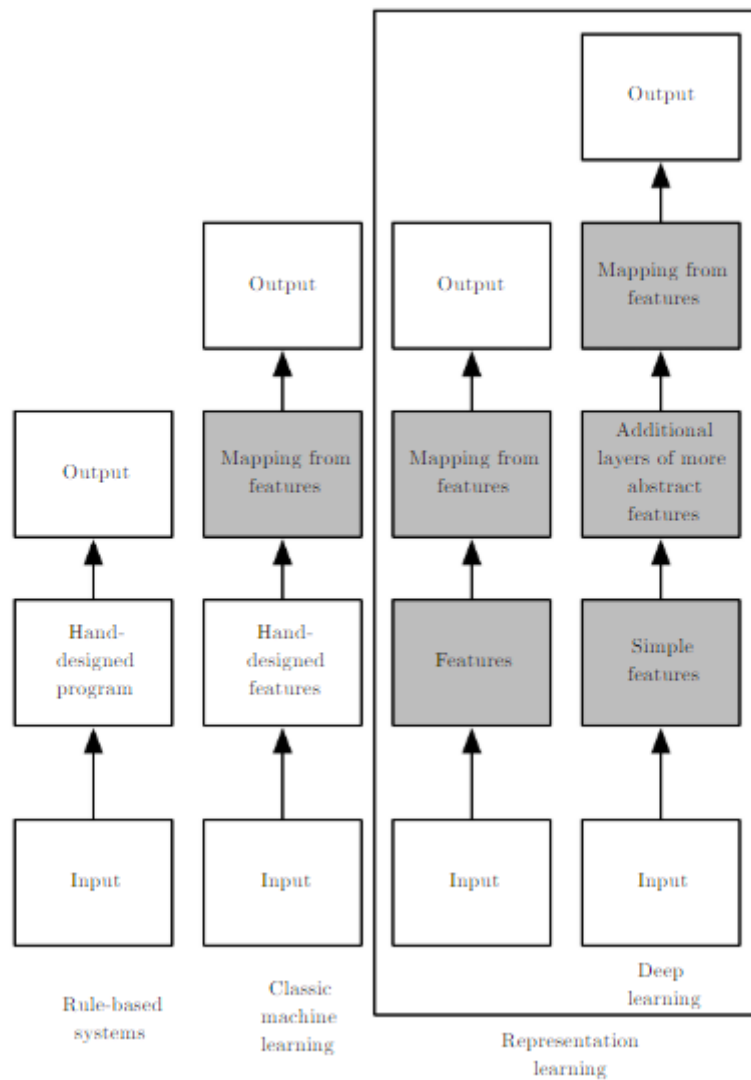 Output
Output
Output
Mapping from
features
Output
Mapping from
features
Mapping from
features
Additional
layers of more
abstract
features
Hand-
designed
program
Hand-
designed
features
Features
Simple
features
Input
Input
Input
Input
Rule-based
systems
Classic
machine
learning
Representation
learning
Deep
learning